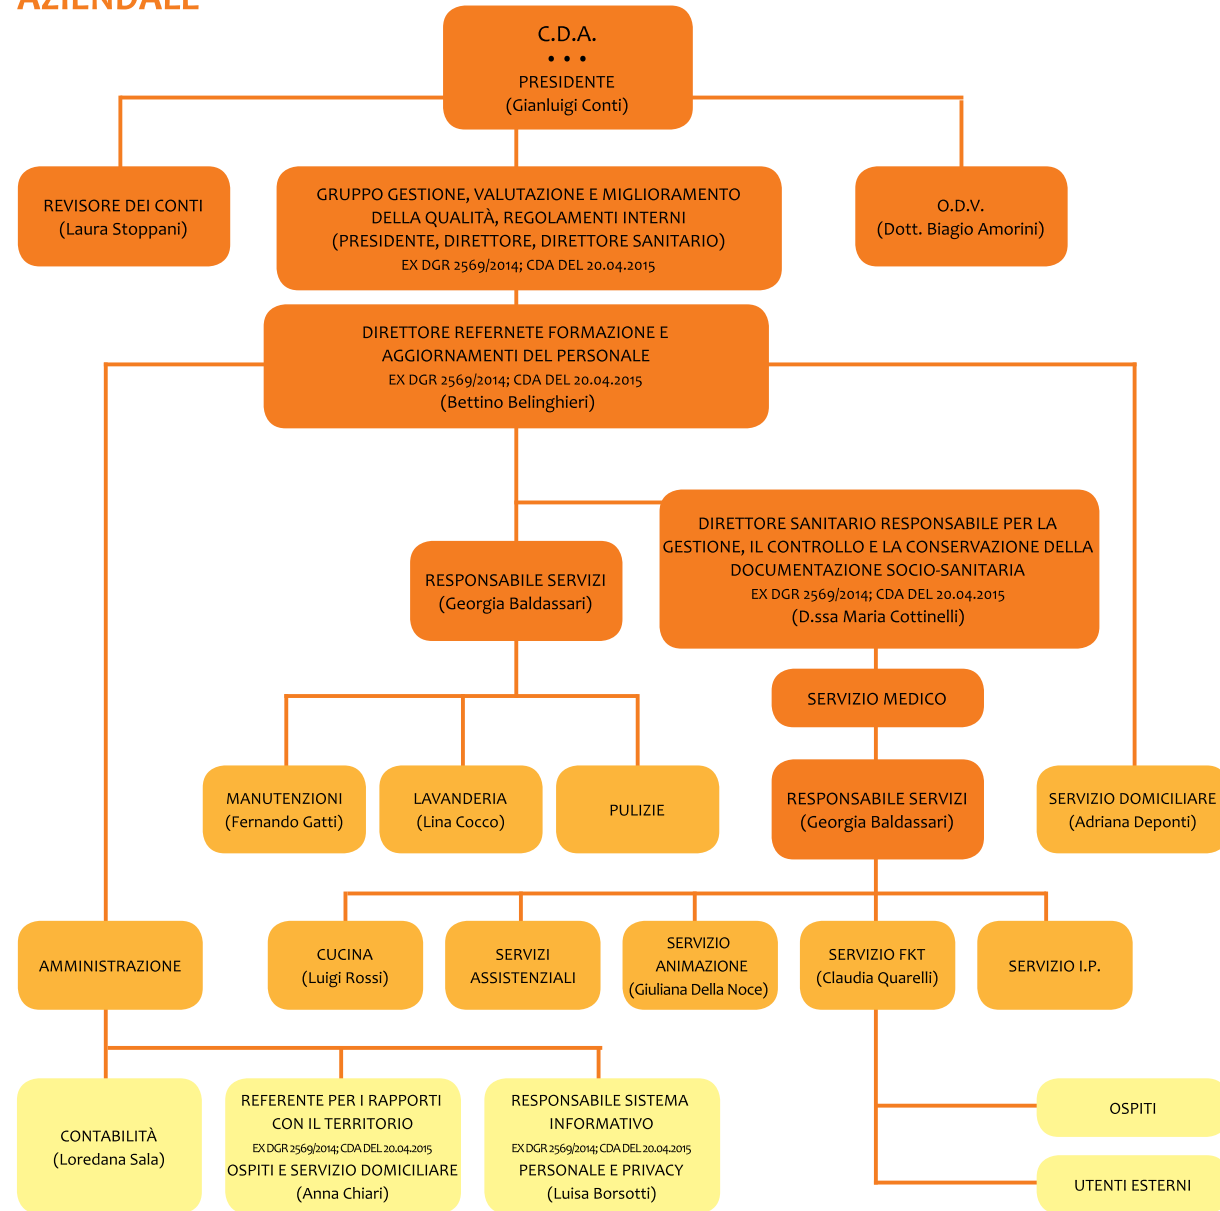 AZIENDALE
C.D.A.
• • •
PRESIDENTE
(Gianluigi Conti)
REVISORE DEI CONTI
(Laura Stoppani)
GRUPPO GESTIONE, VALUTAZIONE E MIGLIORAMENTO
DELLA QUALITÀ, REGOLAMENTI INTERNI
(PRESIDENTE, DIRETTORE, DIRETTORE SANITARIO)
EX DGR 2569/2014; CDA DEL 20.04.2015
O.D.V.
(Dott. Biagio Amorini)
DIRETTORE REFERNETE FORMAZIONE E
AGGIORNAMENTI DEL PERSONALE
EX DGR 2569/2014; CDA DEL 20.04.2015
(Bettino Belinghieri)
DIRETTORE SANITARIO RESPONSABILE PER LA
GESTIONE, IL CONTROLLO E LA CONSERVAZIONE DELLA
DOCUMENTAZIONE SOCIO-SANITARIA
EX DGR 2569/2014; CDA DEL 20.04.2015
(D.ssa Maria Cottinelli)
RESPONSABILE SERVIZI
(Georgia Baldassari)
SERVIZIO MEDICO
MANUTENZIONI
(Fernando Gatti)
LAVANDERIA
(Lina Cocco)
PULIZIE
RESPONSABILE SERVIZI
(Georgia Baldassari)
SERVIZIO DOMICILIARE
(Adriana Deponti)
AMMINISTRAZIONE
CUCINA
(Luigi Rossi)
SERVIZI
ASSISTENZIALI
SERVIZIO
ANIMAZIONE
(Giuliana Della Noce)
SERVIZIO FKT
(Claudia Quarelli)
SERVIZIO I.P.
CONTABILITÀ
(Loredana Sala)
REFERENTE PER I RAPPORTI
CON IL TERRITORIO
EX DGR 2569/2014; CDA DEL 20.04.2015
OSPITI E SERVIZIO DOMICILIARE
(Anna Chiari)
RESPONSABILE SISTEMA
INFORMATIVO
EX DGR 2569/2014; CDA DEL 20.04.2015
PERSONALE E PRIVACY
(Luisa Borsotti)
OSPITI
UTENTI ESTERNI